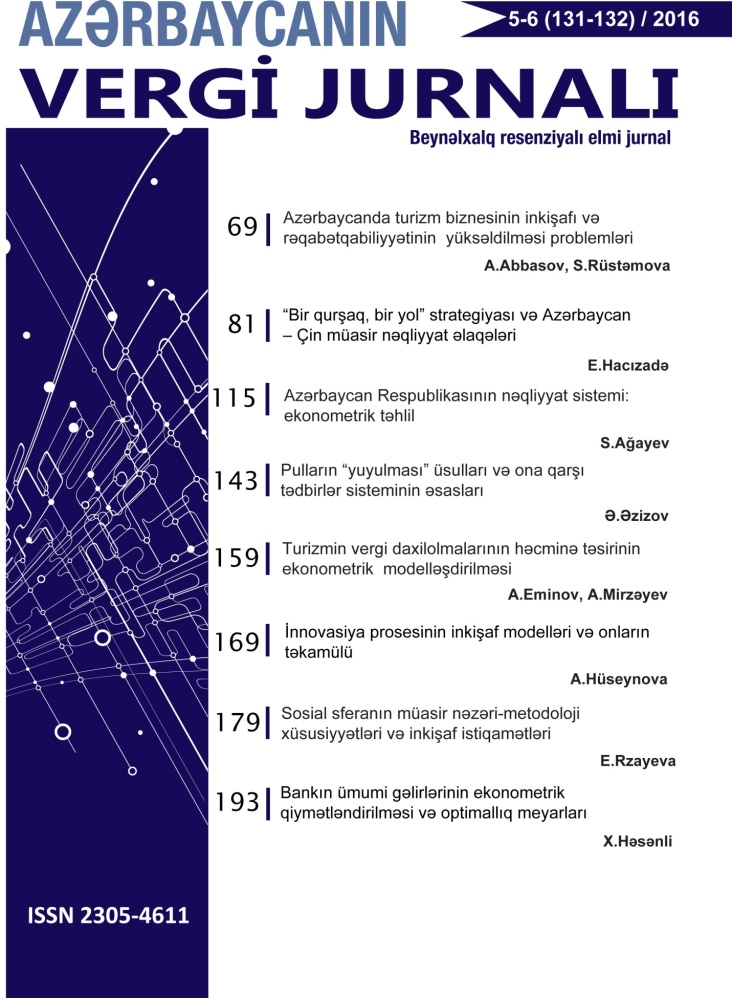 AZƏRBAYCANIN
5-6 (131-132) / 2016
VERGİ JURNALI
Beynəlxalq resenziyalı elmi jurnal
69
Azərbaycanda turizm biznesinin inkişafı və
rəqabətqabiliyyətinin yüksəldilməsi problemləri
A.Abbasov, S.Rüstəmova
81
“Bir qurşaq, bir yol” strategiyası və Azərbaycan
– Çin müasir nəqliyyat əlaqələri
E.Hacızadə
115
Azərbaycan Respublikasının nəqliyyat sistemi:
ekonometrik təhlil
S.Ağayev
143
Pulların “yuyulması” üsulları və ona qarşı
tədbirlər sisteminin əsasları
Ə.Əzizov
159
Turizmin vergi daxilolmalarının həcminə təsirinin
ekonometrik modelləşdirilməsi
A.Eminov, A.Mirzəyev
169
İnnovasiya prosesinin inkişaf modelləri və onların
təkamülü
A.Hüseynova
179
Sosial sferanın müasir nəzəri-metodoloji
xüsusiyyətləri və inkişaf istiqamətləri
E.Rzayeva
193
Bankın ümumi gəlirlərinin ekonometrik
qiymətləndirilməsi və optimallıq meyarları
X.Həsənli
ISSN 2305-4611